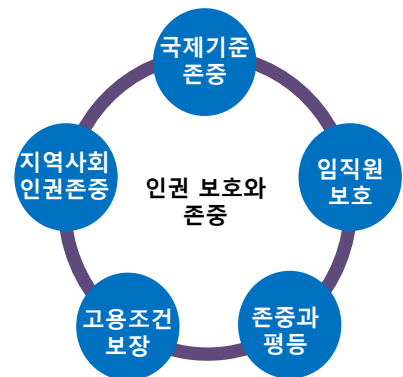 국제기준
존중
지역사회
인권존중
인권 보호와
존중
임직원
보호
고용조건
보장
존중과
평등